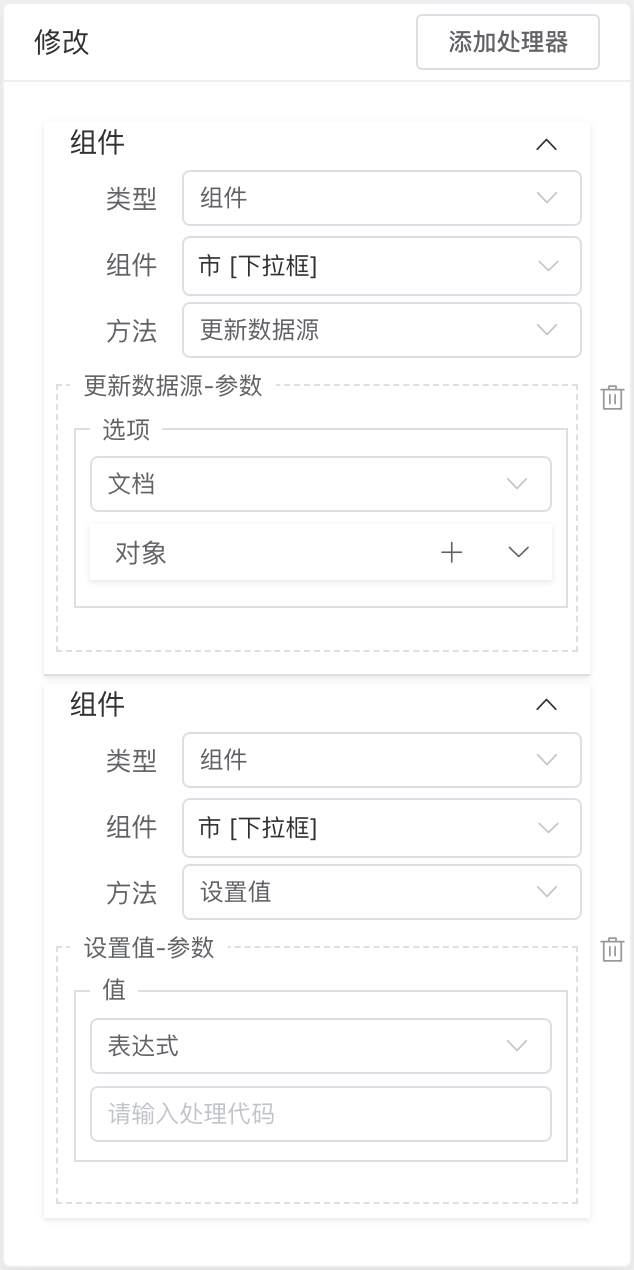 修改
添加处理器
组件
类型 组件
组件 市 [下拉框]
方法 更新数据源
更新数据源-参数
选项
文档
对象
组件
类型 组件
组件 市 [下拉框]
方法 设置值
设置值-参数
值
表达式
请输入处理代码